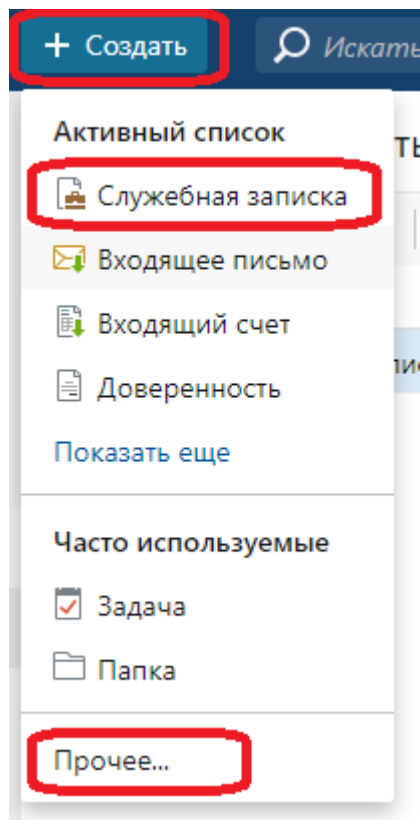 + Создать
Искать
Активный список
Служебная записка
Входящее письмо
Входящий счет
Доверенность
Показать еще
Часто используемые
Задача
Папка
Прочее...